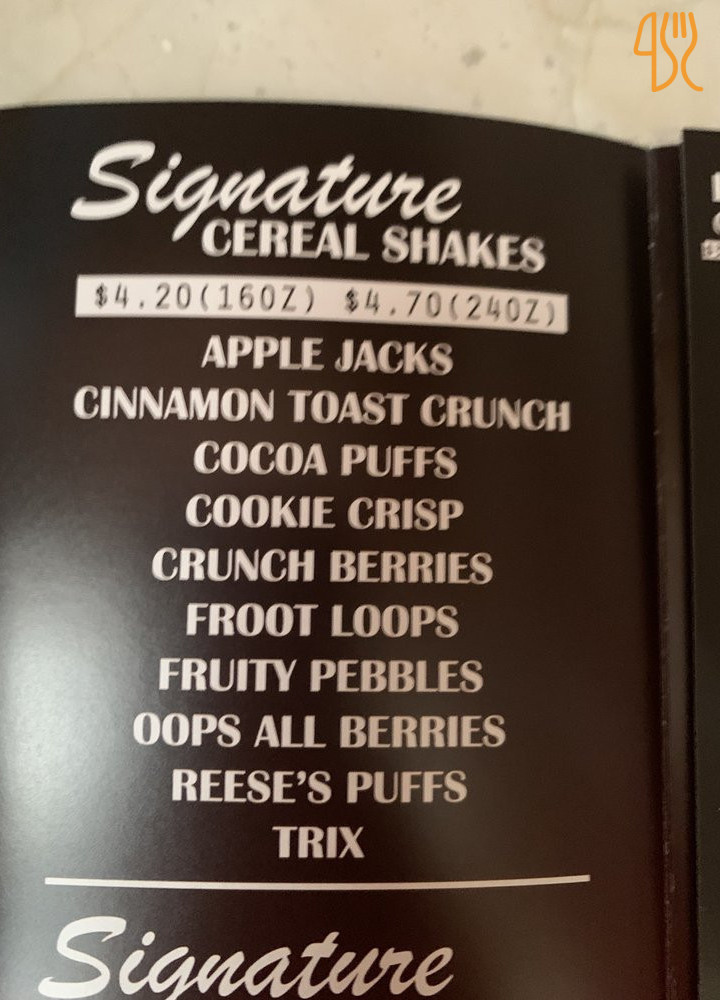 Signature
CEREAL SHAKES
$4.20(16OZ) $4.70(24OZ)
APPLE JACKS
CINNAMON TOAST CRUNCH
COCOA PUFFS
COOKIE CRISP
CRUNCH BERRIES
FROOT LOOPS
FRUITY PEBBLES
OOPS ALL BERRIES
REESE'S PUFFS
TRIX
Signature